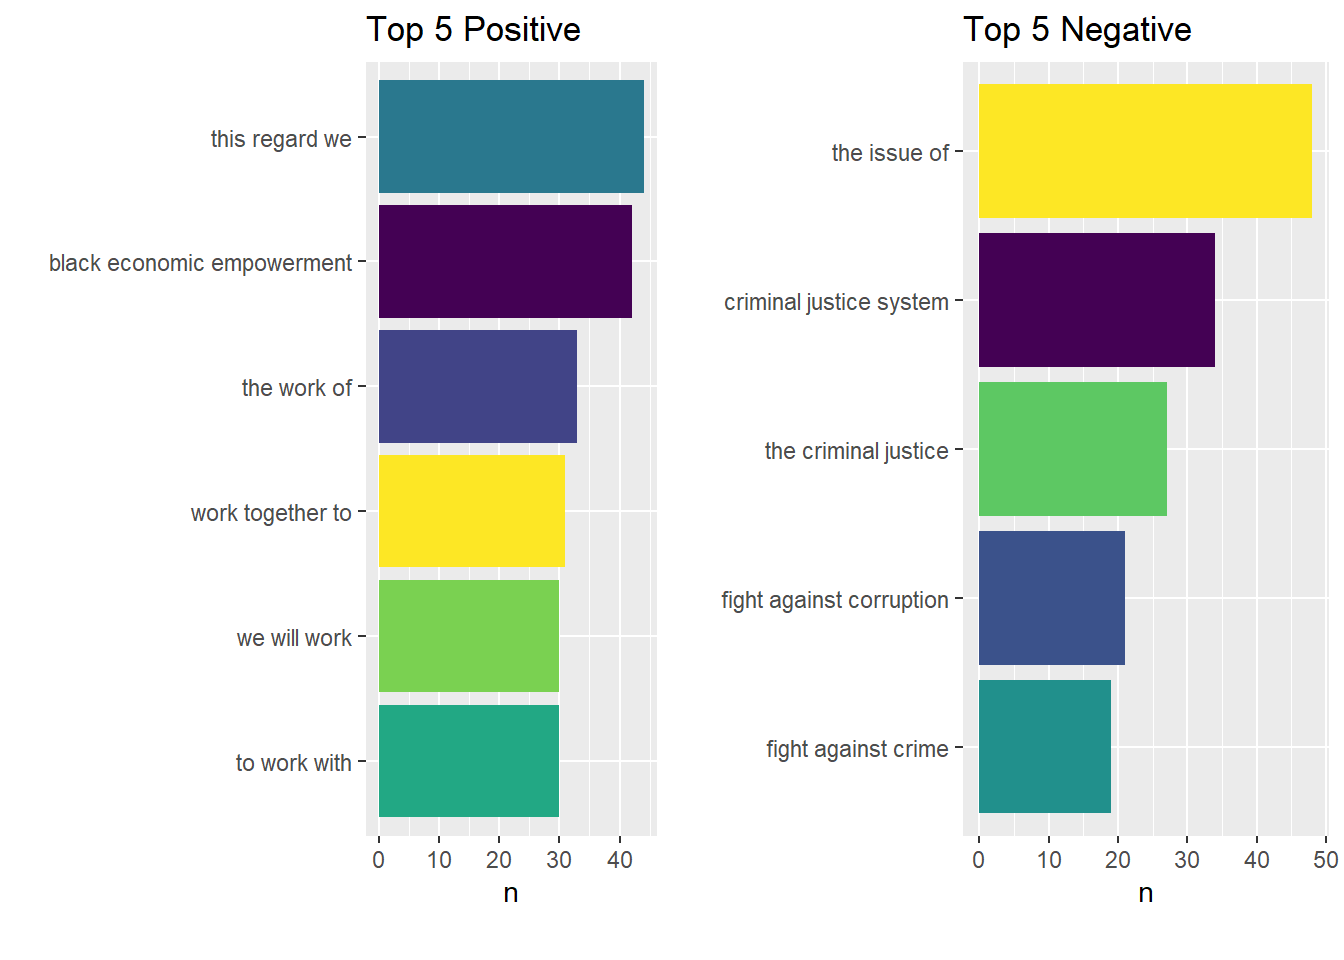 Top 5 Positive
this regard we
black economic empowerment
the work of
work together to
we will work
to work with
0 10 20 30 40
n
Top 5 Negative
the issue of
criminal justice system
the criminal justice
fight against corruption
fight against crime
0 10 20 30 40 50
n